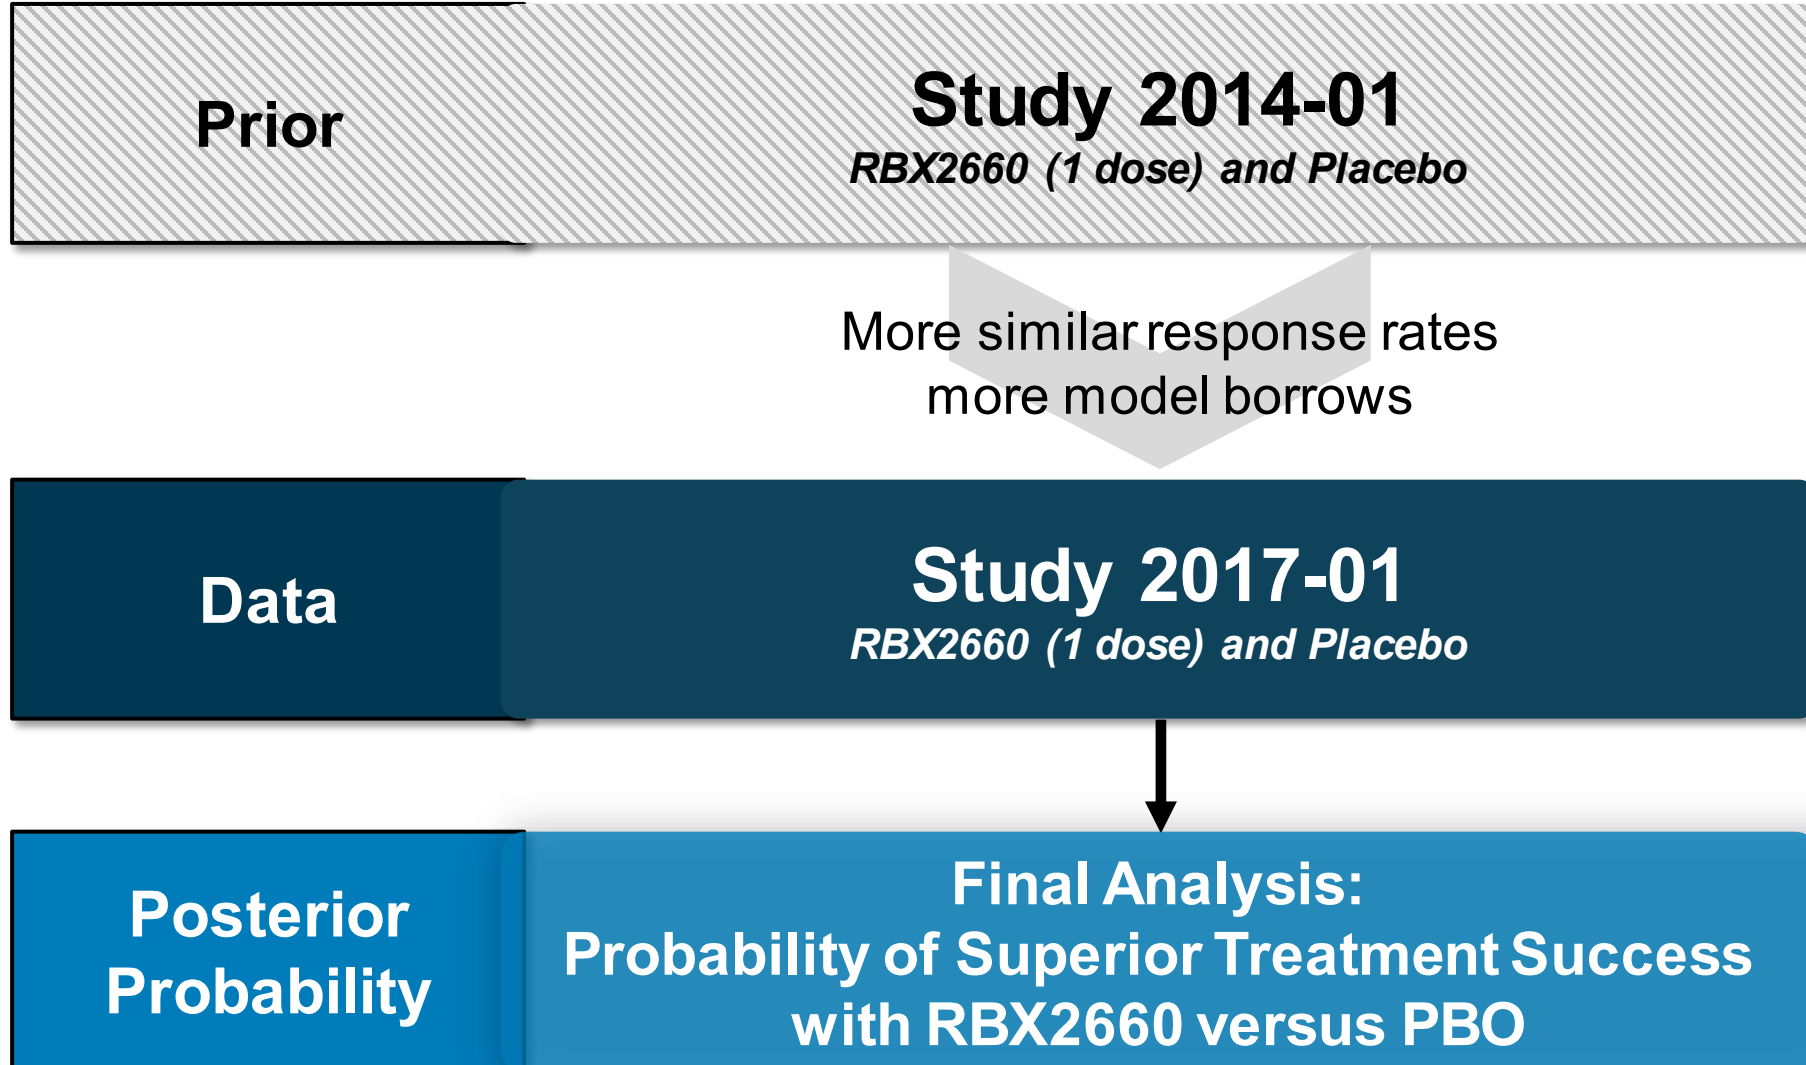 Prior
Study 2014-01
RBX2660 (1 dose) and Placebo
More similar response rates
more model borrows
Data
Study 2017-01
RBX2660 (1 dose) and Placebo
Posterior
Probability
Final Analysis:
Probability of Superior Treatment Success
with RBX2660 versus PBO